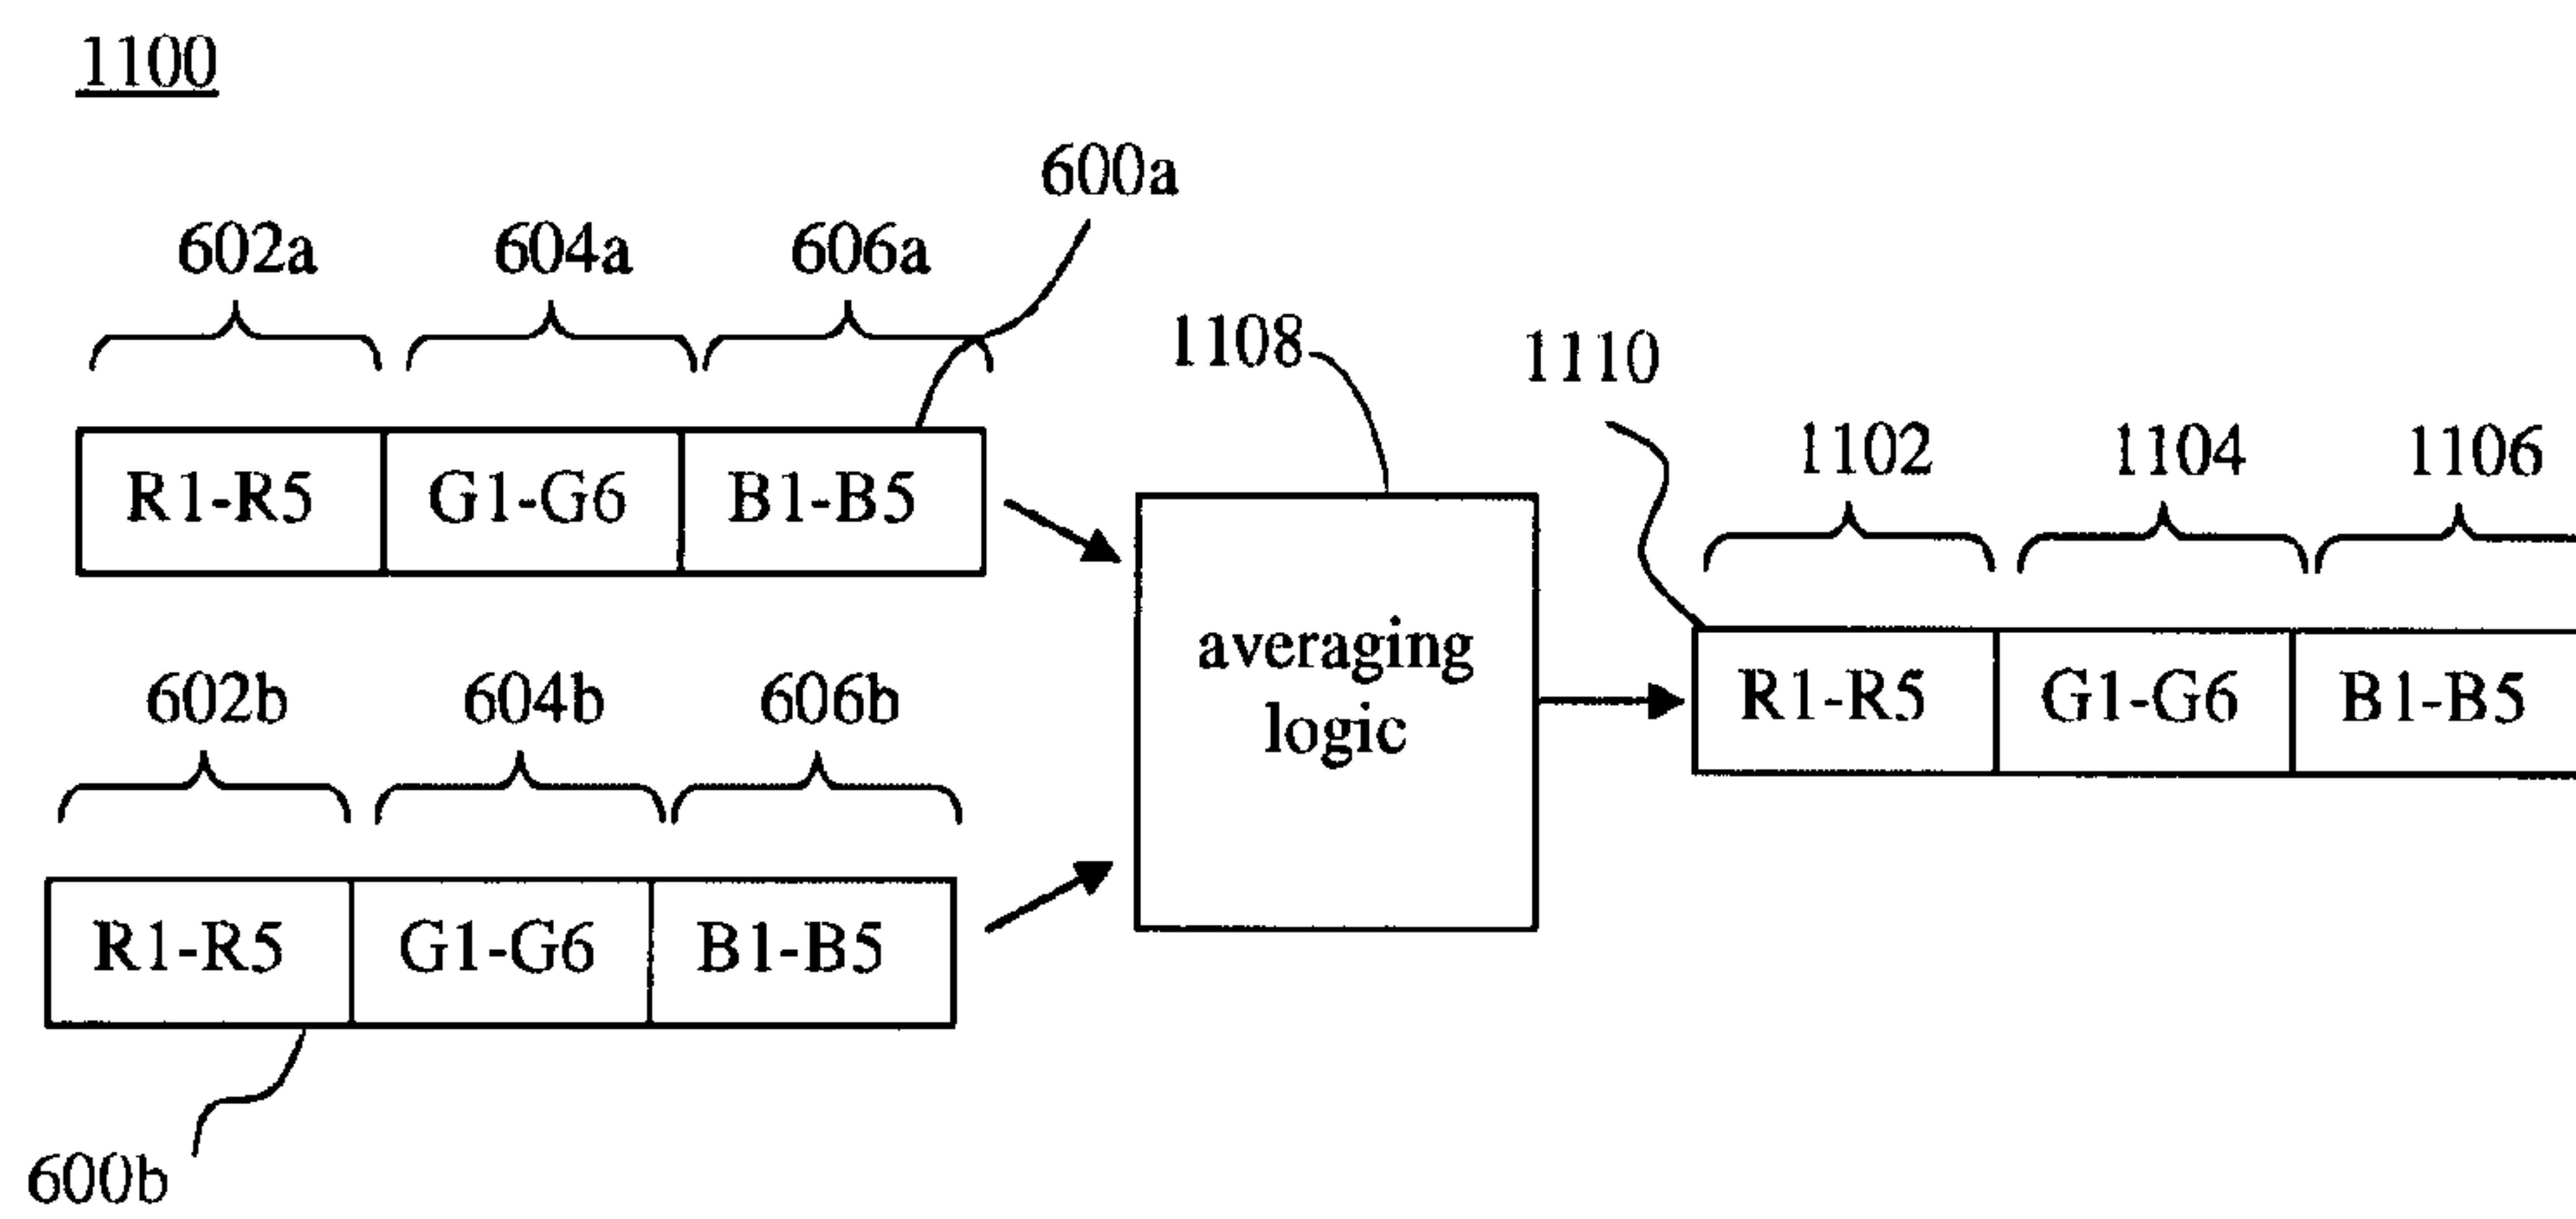 1100
600a
602a 604a 606a
R1-R5 G1-G6 B1-B5
602b 604b 606b
R1-R5 G1-G6 B1-B5
600b
1108
averaging
logic
1110
1102 1104 1106
R1-R5 G1-G6 B1-B5